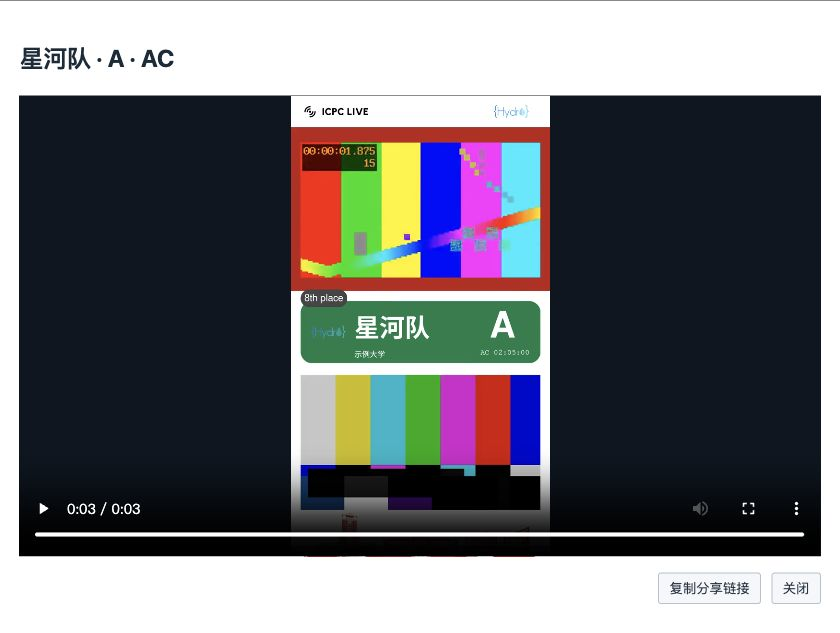 星河队 · A · AC
ICPC LIVE
{Hydro}
00:00:01.875
15
8th place
{Hydro}
星河队
A
示例大学
AC 02:05:00
0:03 / 0:03
复制分享链接
关闭